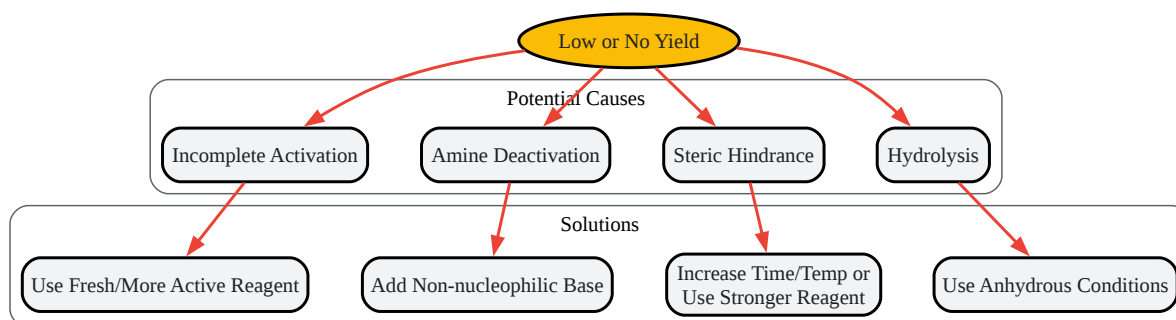 Low or No Yield
Potential Causes
Incomplete Activation
Amine Deactivation
Steric Hindrance
Hydrolysis
Solutions
Use Fresh/More Active Reagent
Add Non-nucleophilic Base
Increase Time/Temp or
Use Stronger Reagent
Use Anhydrous Conditions